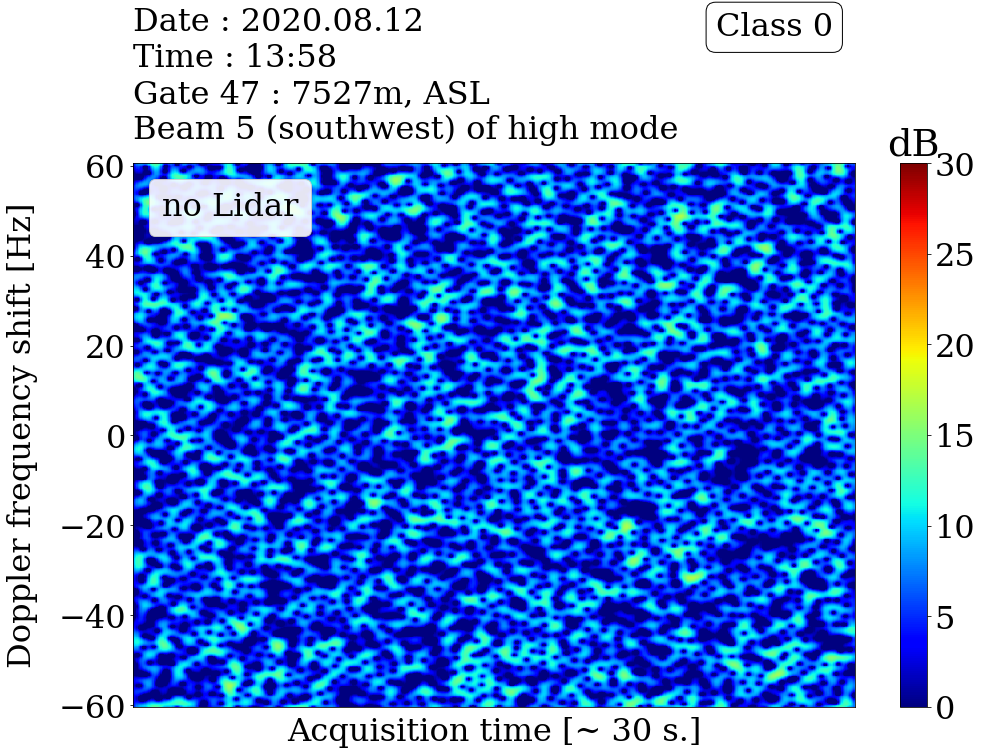 Date : 2020.08.12
Time : 13:58
Gate 47 : 7527m, ASL
Beam 5 (southwest) of high mode
Class 0
dB
no Lidar
Doppler frequency shift [Hz]
60
40
20
0
−20
−40
−60
30
25
20
15
10
5
0
Acquisition time [~ 30 s.]